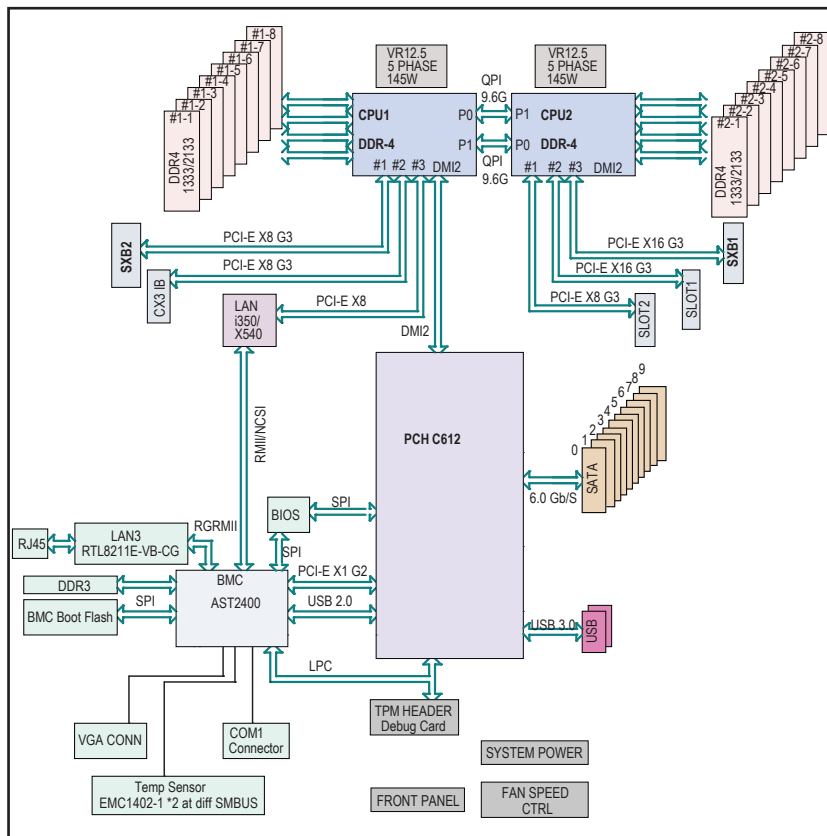 #1-8
#1-7
#1-6
#1-5
#1-4
#1-3
#1-2
#1-1
DDR4
1333/2133
VR12.5
5 PHASE
145W
QPI
9.6G
VR12.5
5 PHASE
145W
#2-8
#2-7
#2-6
#2-5
#2-4
#2-3
#2-2
#2-1
DDR4
1333/2133
CPU1
P0
DDR-4
P1
#1 #2 #3 DMI2
P1
CPU2
P0
DDR-4
#1 #2 #3 DMI2
QPI
9.6G
SXB2
PCI-E X8 G3
CX3 IB
PCI-E X8 G3
LAN
i350/
X540
PCI-E X8
DMI2
PCI-E X16 G3
SXB1
PCI-E X16 G3
SLOT1
PCI-E X8 G3
SLOT2
PCH C612
RMII/NCSI
0
1
2
3
4
5
6
7
8
9
SATA
6.0 Gb/S
BIOS
SPI
SPI
RJ45
LAN3
RTL8211E-VB-CG
RGRMII
DDR3
BMC Boot Flash
SPI
BMC
AST2400
PCI-E X1 G2
USB 2.0
USB 3.0
USB
LPC
VGA CONN
COM1
Connector
TPM HEADER
Debug Card
Temp Sensor
EMC1402-1 *2 at diff SMBUS
SYSTEM POWER
FRONT PANEL
FAN SPEED
CTRL